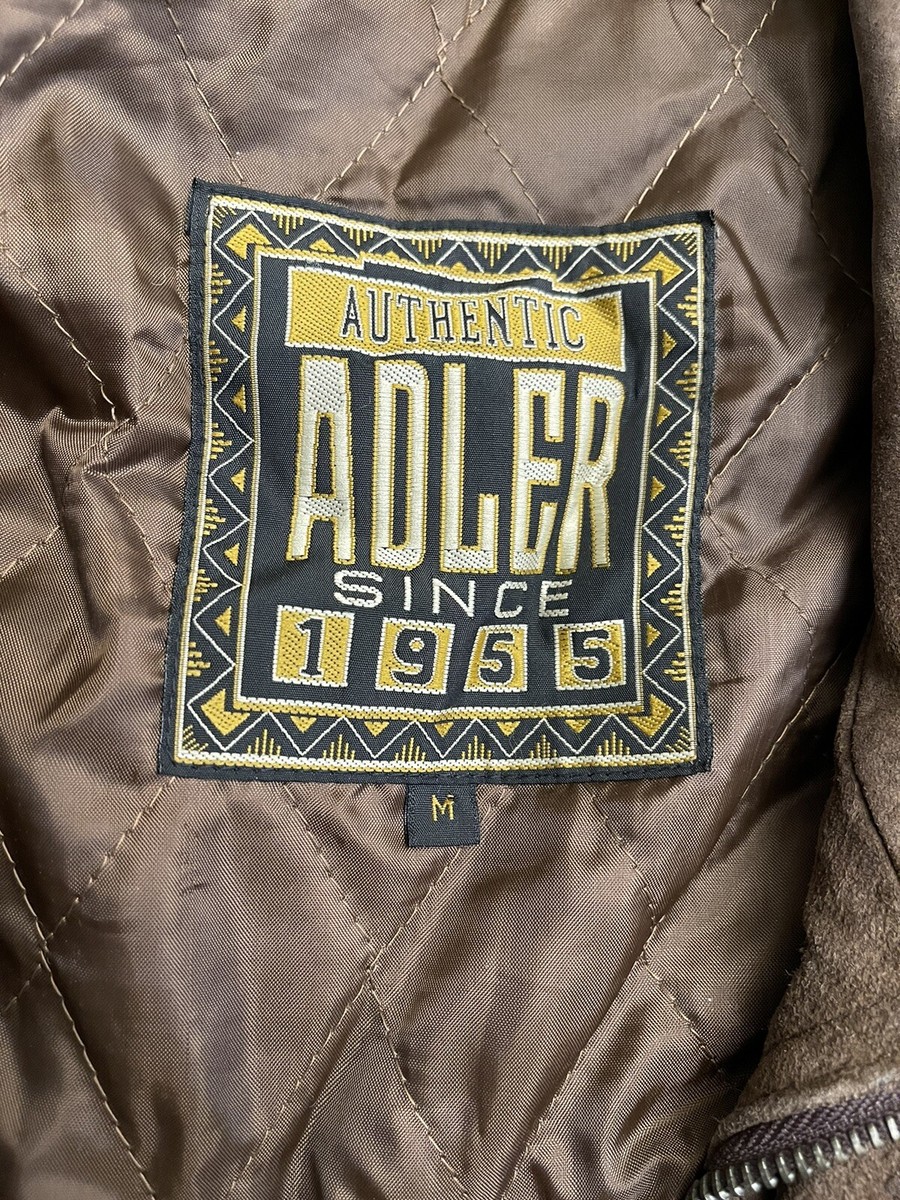 AUTHENTIC
ADLER
SINCE
1955
M